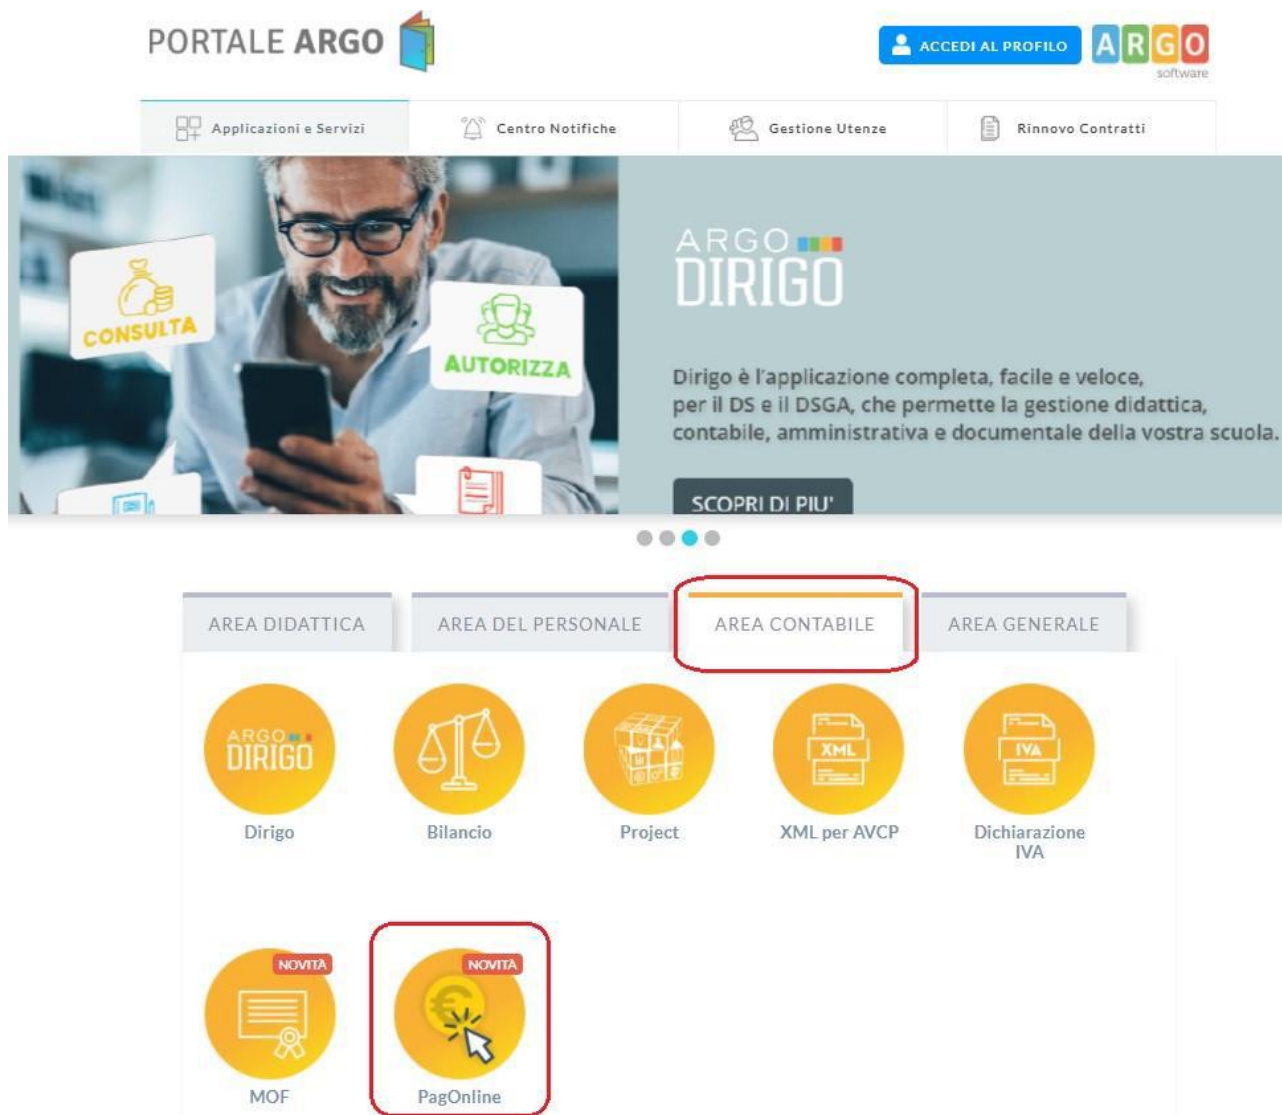 PORTALE ARGO
ACCEDI AL PROFILO
ARGO
software
Applicazioni e Servizi
Centro Notifiche
Gestione Utenze
Rinnovo Contratti
CONSULTA
AUTORIZZA
ARGO
DIRIGO
Dirigo è l'applicazione completa, facile e veloce,
per il DS e il DSGA, che permette la gestione didattica,
contabile, amministrativa e documentale della vostra scuola.
SCOPRI DI PIU'
AREA DIDATTICA
AREA DEL PERSONALE
AREA CONTABILE
AREA GENERALE
ARGO
DIRIGO
XML
IVA
Dirigo
Bilancio
Project
XML per AVCP
Dichiarazione
IVA
NOVITÀ
NOVITÀ
€
MOF
PagOnline